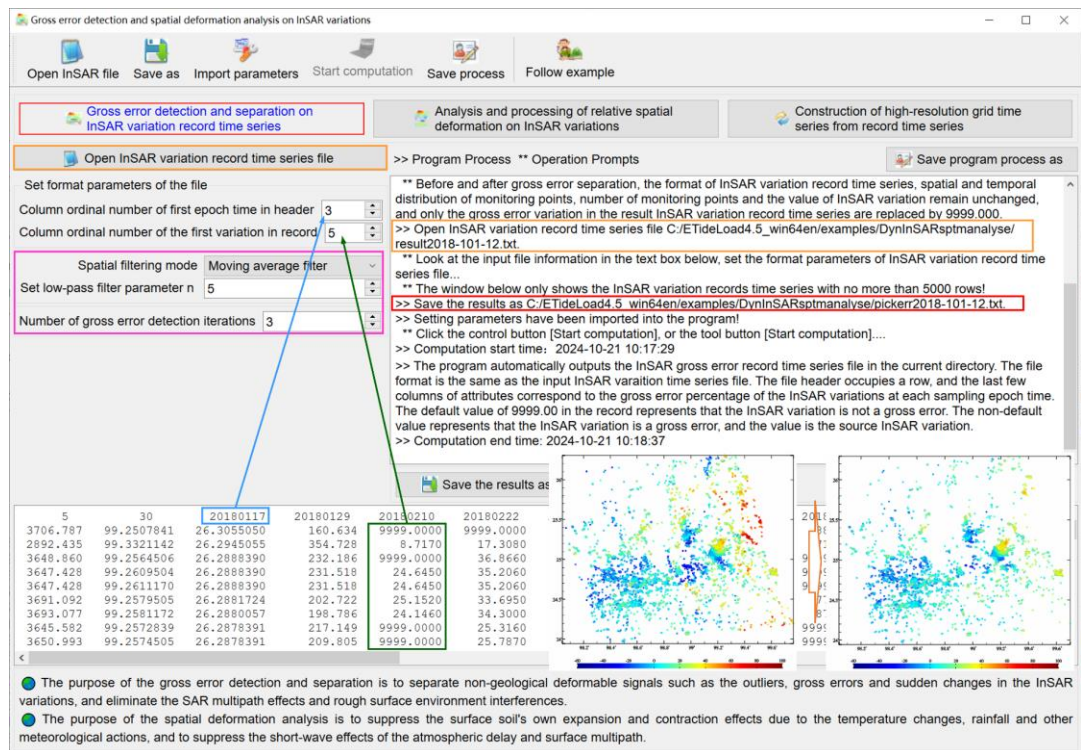 Gross error detection and spatial deformation analysis on InSAR variations
Open InSAR file
Save as
Import parameters
Start computation
Save process
Follow example
Gross error detection and separation on
InSAR variation record time series
Analysis and processing of relative spatial
deformation on InSAR variations
Construction of high-resolution grid time
series from record time series
Open InSAR variation record time series file
>> Program Process ** Operation Prompts
Save program process as
Set format parameters of the file
Column ordinal number of first epoch time in header 3
Column ordinal number of the first variation in record 5
Spatial filtering mode Moving average filter
Set low-pass filter parameter n 5
Number of gross error detection iterations 3
** Before and after gross error separation, the format of InSAR variation record time series, spatial and temporal
distribution of monitoring points, number of monitoring points and the value of InSAR variation remain unchanged,
and only the gross error variation in the result InSAR variation record time series are replaced by 9999.000.
>> Open InSAR variation record time series file C:/ETideLoad4.5_win64en/examples/DynInSARsptmanalyse/
result2018-101-12.txt.
** Look at the input file information in the text box below, set the format parameters of InSAR variation record time
series file...
** The window below only shows the InSAR variation records time series with no more than 5000 rows!
>> Save the results as C:/ETideLoad4.5_win64en/examples/DynInSARsptmanalyse/pickerr2018-101-12.txt.
>> Setting parameters have been imported into the program!
** Click the control button [Start computation], or the tool button [Start computation]....
>> Computation start time: 2024-10-21 10:17:29
>> The program automatically outputs the InSAR gross error record time series file in the current directory. The file
format is the same as the input InSAR varaition time series file. The file header occupies a row, and the last few
columns of attributes correspond to the gross error percentage of the InSAR variations at each sampling epoch time.
The default value of 9999.00 in the record represents that the InSAR variation is not a gross error. The non-default
value represents that the InSAR variation is a gross error, and the value is the source InSAR variation.
>> Computation end time: 2024-10-21 10:18:37
Save the results as
5 30 20180117 20180129 20180210 20180222
3706.787 99.2507841 26.3055050 160.634 9999.0000 9999.0000
2892.435 99.3321142 26.2945055 354.728 8.7170 17.3080
3648.860 99.2564506 26.2888390 232.186 9999.0000 36.8660
3647.428 99.2609504 26.2888390 231.518 24.6450 35.2060
3647.428 99.2611170 26.2888390 231.518 24.6450 35.2060
3691.092 99.2579505 26.2881724 202.722 25.1520 33.6950
3693.077 99.2581172 26.2880057 198.786 24.1460 34.3000
3645.582 99.2572839 26.2878391 217.149 9999.0000 25.3160
3650.993 99.2574505 26.2878391 209.805 9999.0000 25.7870
The purpose of the gross error detection and separation is to separate non-geological deformable signals such as the outliers, gross errors and sudden changes in the InSAR
variations, and eliminate the SAR multipath effects and rough surface environment interferences.
The purpose of the spatial deformation analysis is to suppress the surface soil's own expansion and contraction effects due to the temperature changes, rainfall and other
meteorological actions, and to suppress the short-wave effects of the atmospheric delay and surface multipath.